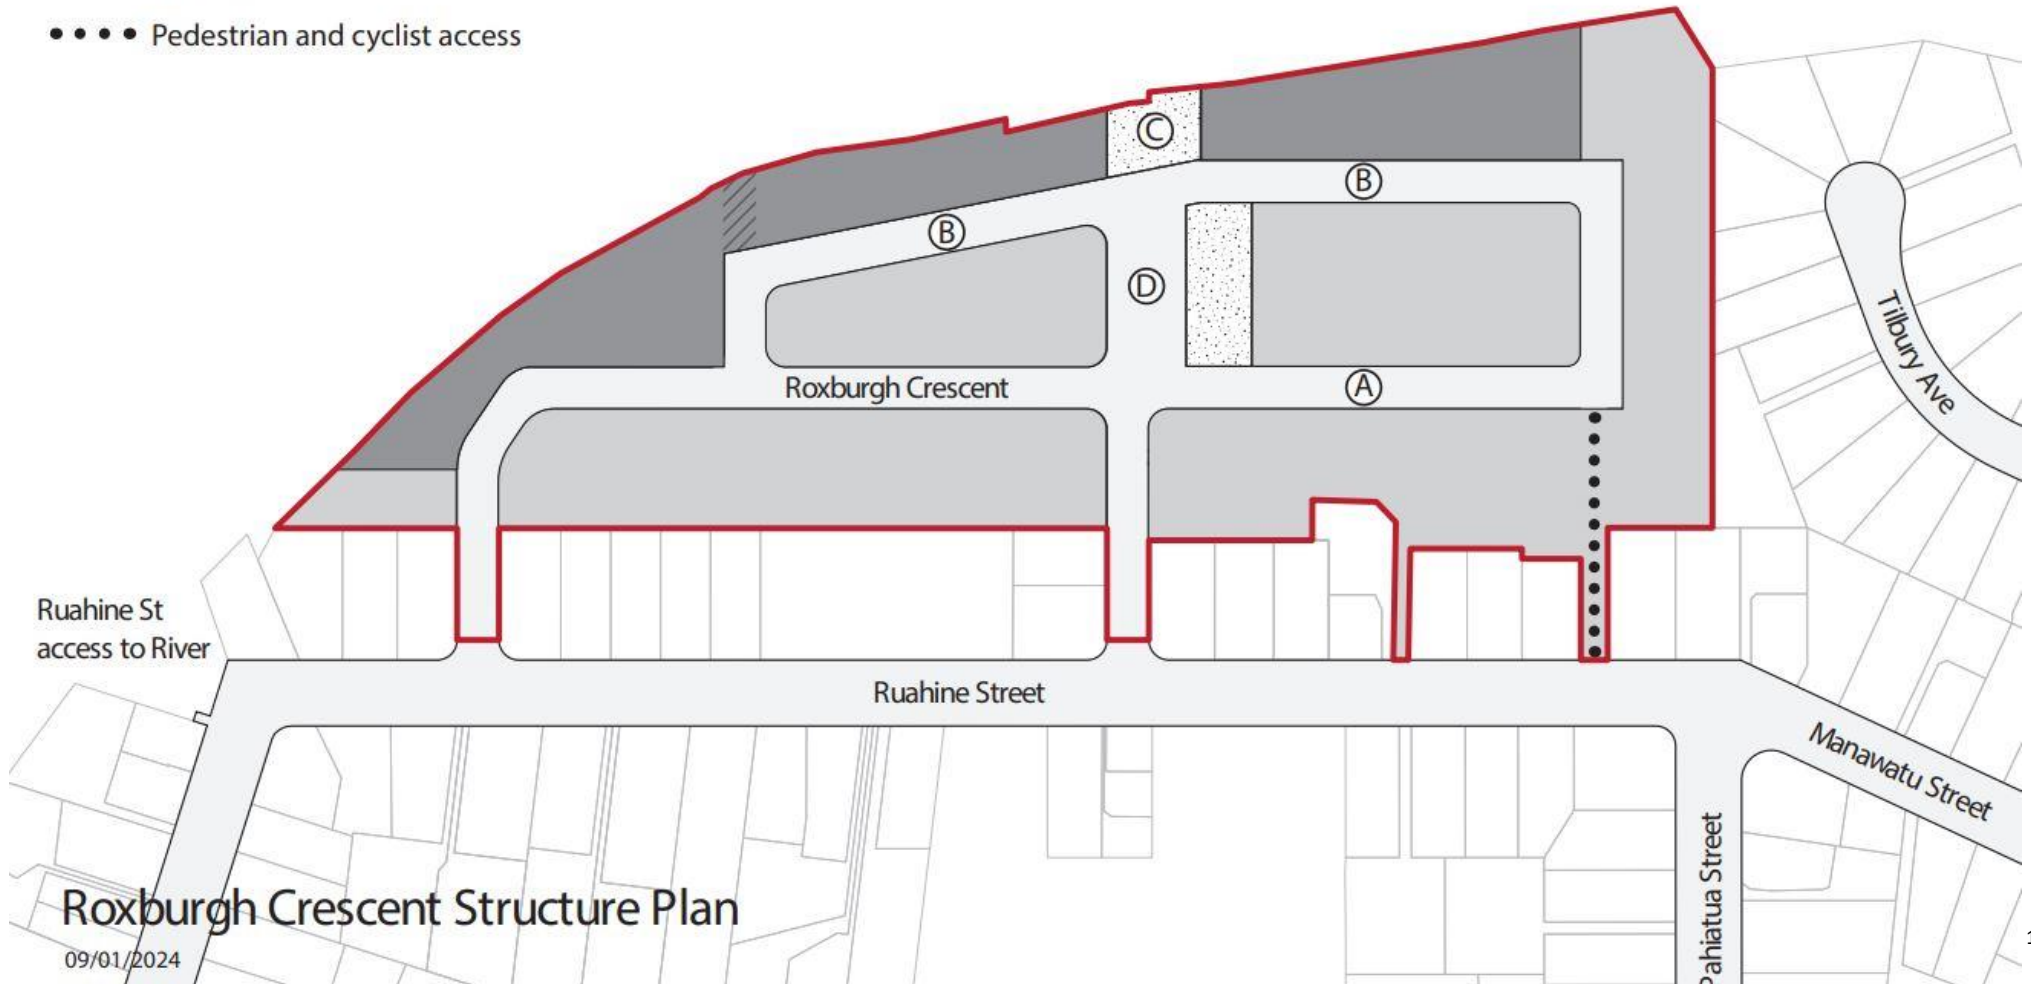 •••• Pedestrian and cyclist access
C
B
B
D
Tilbury Ave
Roxburgh Crescent
A
Ruahine St
access to River
Ruahine Street
Manawatu Street
Pahiatua Street
Roxburgh Crescent Structure Plan
09/01/2024
1